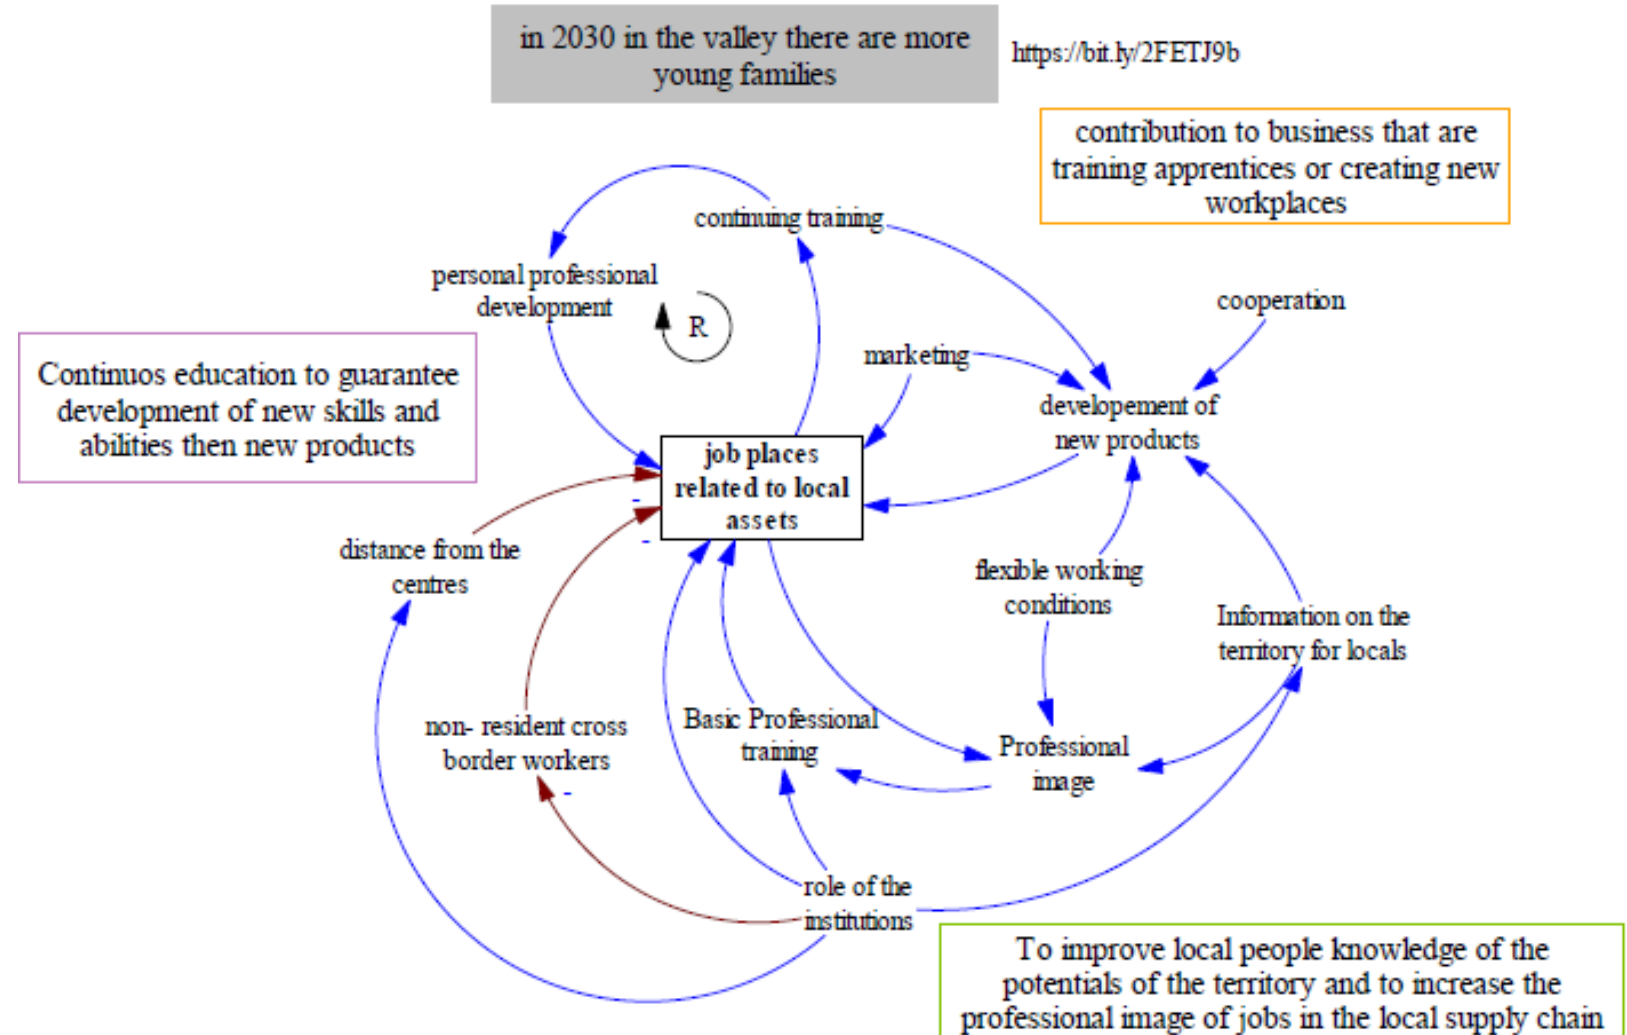 in 2030 in the valley there are more
young families
https://bit.ly/2FETJ9b
contribution to business that are
training apprentices or creating new
workplaces
continuing training
personal professional
development
R
cooperation
marketing
Continuos education to guarantee
development of new skills and
abilities then new products
developement of
new products
job places
related to local
assets
-
-
distance from the
centres
flexible working
conditions
Information on the
territory for locals
non- resident cross
border workers
-
Basic Professional
training
Professional
image
role of the
institutions
To improve local people knowledge of the
potentials of the territory and to increase the
professional image of jobs in the local supply chain